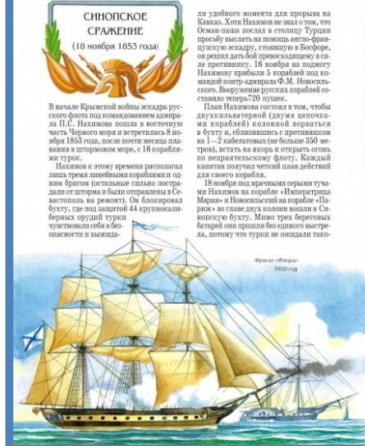 СИНОПСКОЕ
СРАЖЕНИЕ
(18 ноября 1853 года)
В начале Крымской войны эскадра рус-
ского флота под командованием адмира-
ла П.С. Нахимова пошла в восточную
часть Черного моря и встретилась 8 но-
ября 1853 года, после почти месяца пла-
вания в штормовом море, с 16 корабля-
ми турок.
Нахимов к этому времени располагал
лишь тремя линейными кораблями и од-
ним бригом (остальные сильно постра-
дали от шторма и были отправлены в Се-
вастополь на ремонт). Он блокировал
бухту, где под защитой 44 крупнокали-
берных орудий турки
чувствовали себя в без-
опасности и выжида-
ли удобного момента для прорыва на
Кавказ. Хотя Нахимов не знал о том, что
Осман-паша послал в столицу Турции
просьбу выслать на помощь англо-фран-
цузскую эскадру, стоявшую в Босфоре,
он решил дать бой превосходящему в си-
ле противнику. 16 ноября на подмогу
Нахимову прибыли 5 кораблей под ко-
мандой контр-адмирала Ф.М. Новосиль-
ского. Вооружение русских кораблей со-
ставило теперь 720 пушек.
План Нахимова состоял в том, чтобы
двухкильватерной (двумя цепочка-
ми кораблей) колонной ворваться
в бухту и, сблизившись с противником
на 1—2 кабельтовых (не больше 350 ме-
тров), встать на якорь и открыть огонь
по неприятельскому флоту. Каждый
капитан получил четкий план действий
для своего корабля.
18 ноября под мрачными серыми туча-
ми Нахимов на корабле «Императрица
Мария» и Новосильский на корабле «Па-
риж» во главе двух колонн вошли в Си-
нопскую бухту. Мимо трех береговых
батарей они прошли без единого выстре-
ла, потому что турки не ожидали тако-
Фрегат «Флора»